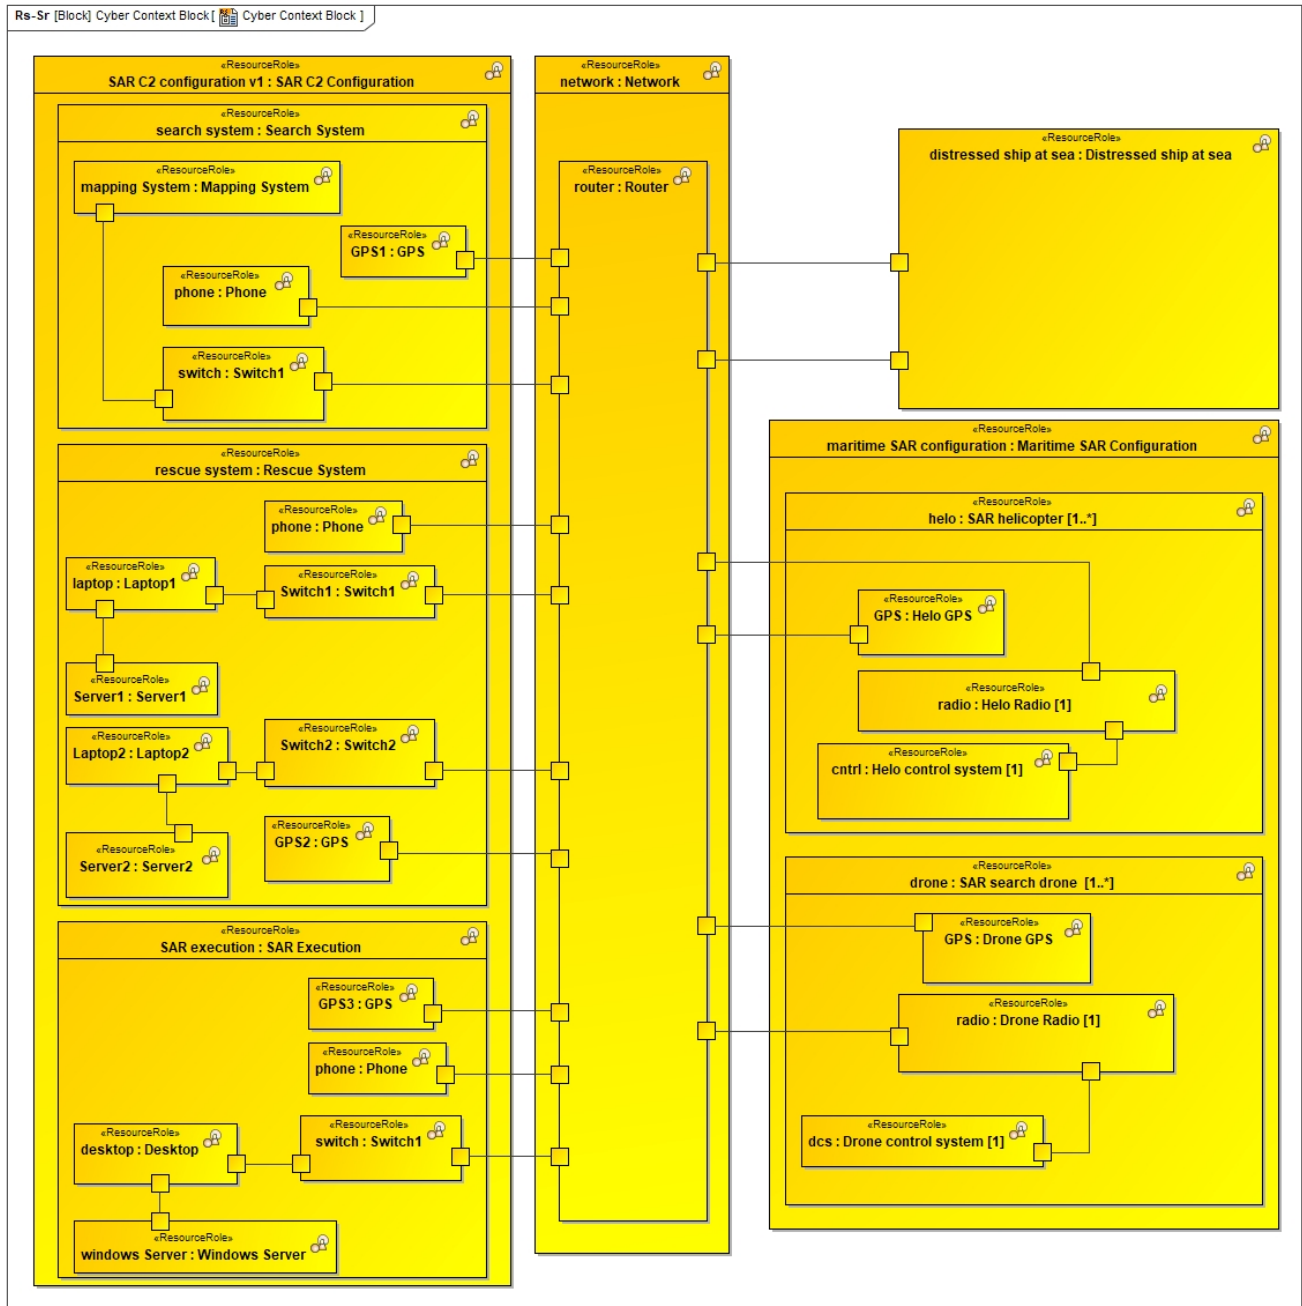 Rs-Sr [Block] Cyber Context Block [ Cyber Context Block ]
«ResourceRole»
SAR C2 configuration v1 : SAR C2 Configuration
«ResourceRole»
search system : Search System
«ResourceRole»
mapping System : Mapping System
«ResourceRole»
GPS1 : GPS
«ResourceRole»
phone : Phone
«ResourceRole»
switch : Switch1
«ResourceRole»
rescue system : Rescue System
«ResourceRole»
phone : Phone
«ResourceRole»
laptop : Laptop1
«ResourceRole»
Switch1 : Switch1
«ResourceRole»
Server1 : Server1
«ResourceRole»
Laptop2 : Laptop2
«ResourceRole»
Switch2 : Switch2
«ResourceRole»
GPS2 : GPS
«ResourceRole»
Server2 : Server2
«ResourceRole»
SAR execution : SAR Execution
«ResourceRole»
GPS3 : GPS
«ResourceRole»
phone : Phone
«ResourceRole»
desktop : Desktop
«ResourceRole»
switch : Switch1
«ResourceRole»
windows Server : Windows Server
«ResourceRole»
network : Network
«ResourceRole»
router : Router
«ResourceRole»
distressed ship at sea : Distressed ship at sea
«ResourceRole»
maritime SAR configuration : Maritime SAR Configuration
«ResourceRole»
helo : SAR helicopter [1..*]
«ResourceRole»
GPS : Helo GPS
«ResourceRole»
radio : Helo Radio [1]
«ResourceRole»
cntrl : Helo control system [1]
«ResourceRole»
drone : SAR search drone [1..*]
«ResourceRole»
GPS : Drone GPS
«ResourceRole»
radio : Drone Radio [1]
«ResourceRole»
dcs : Drone control system [1]